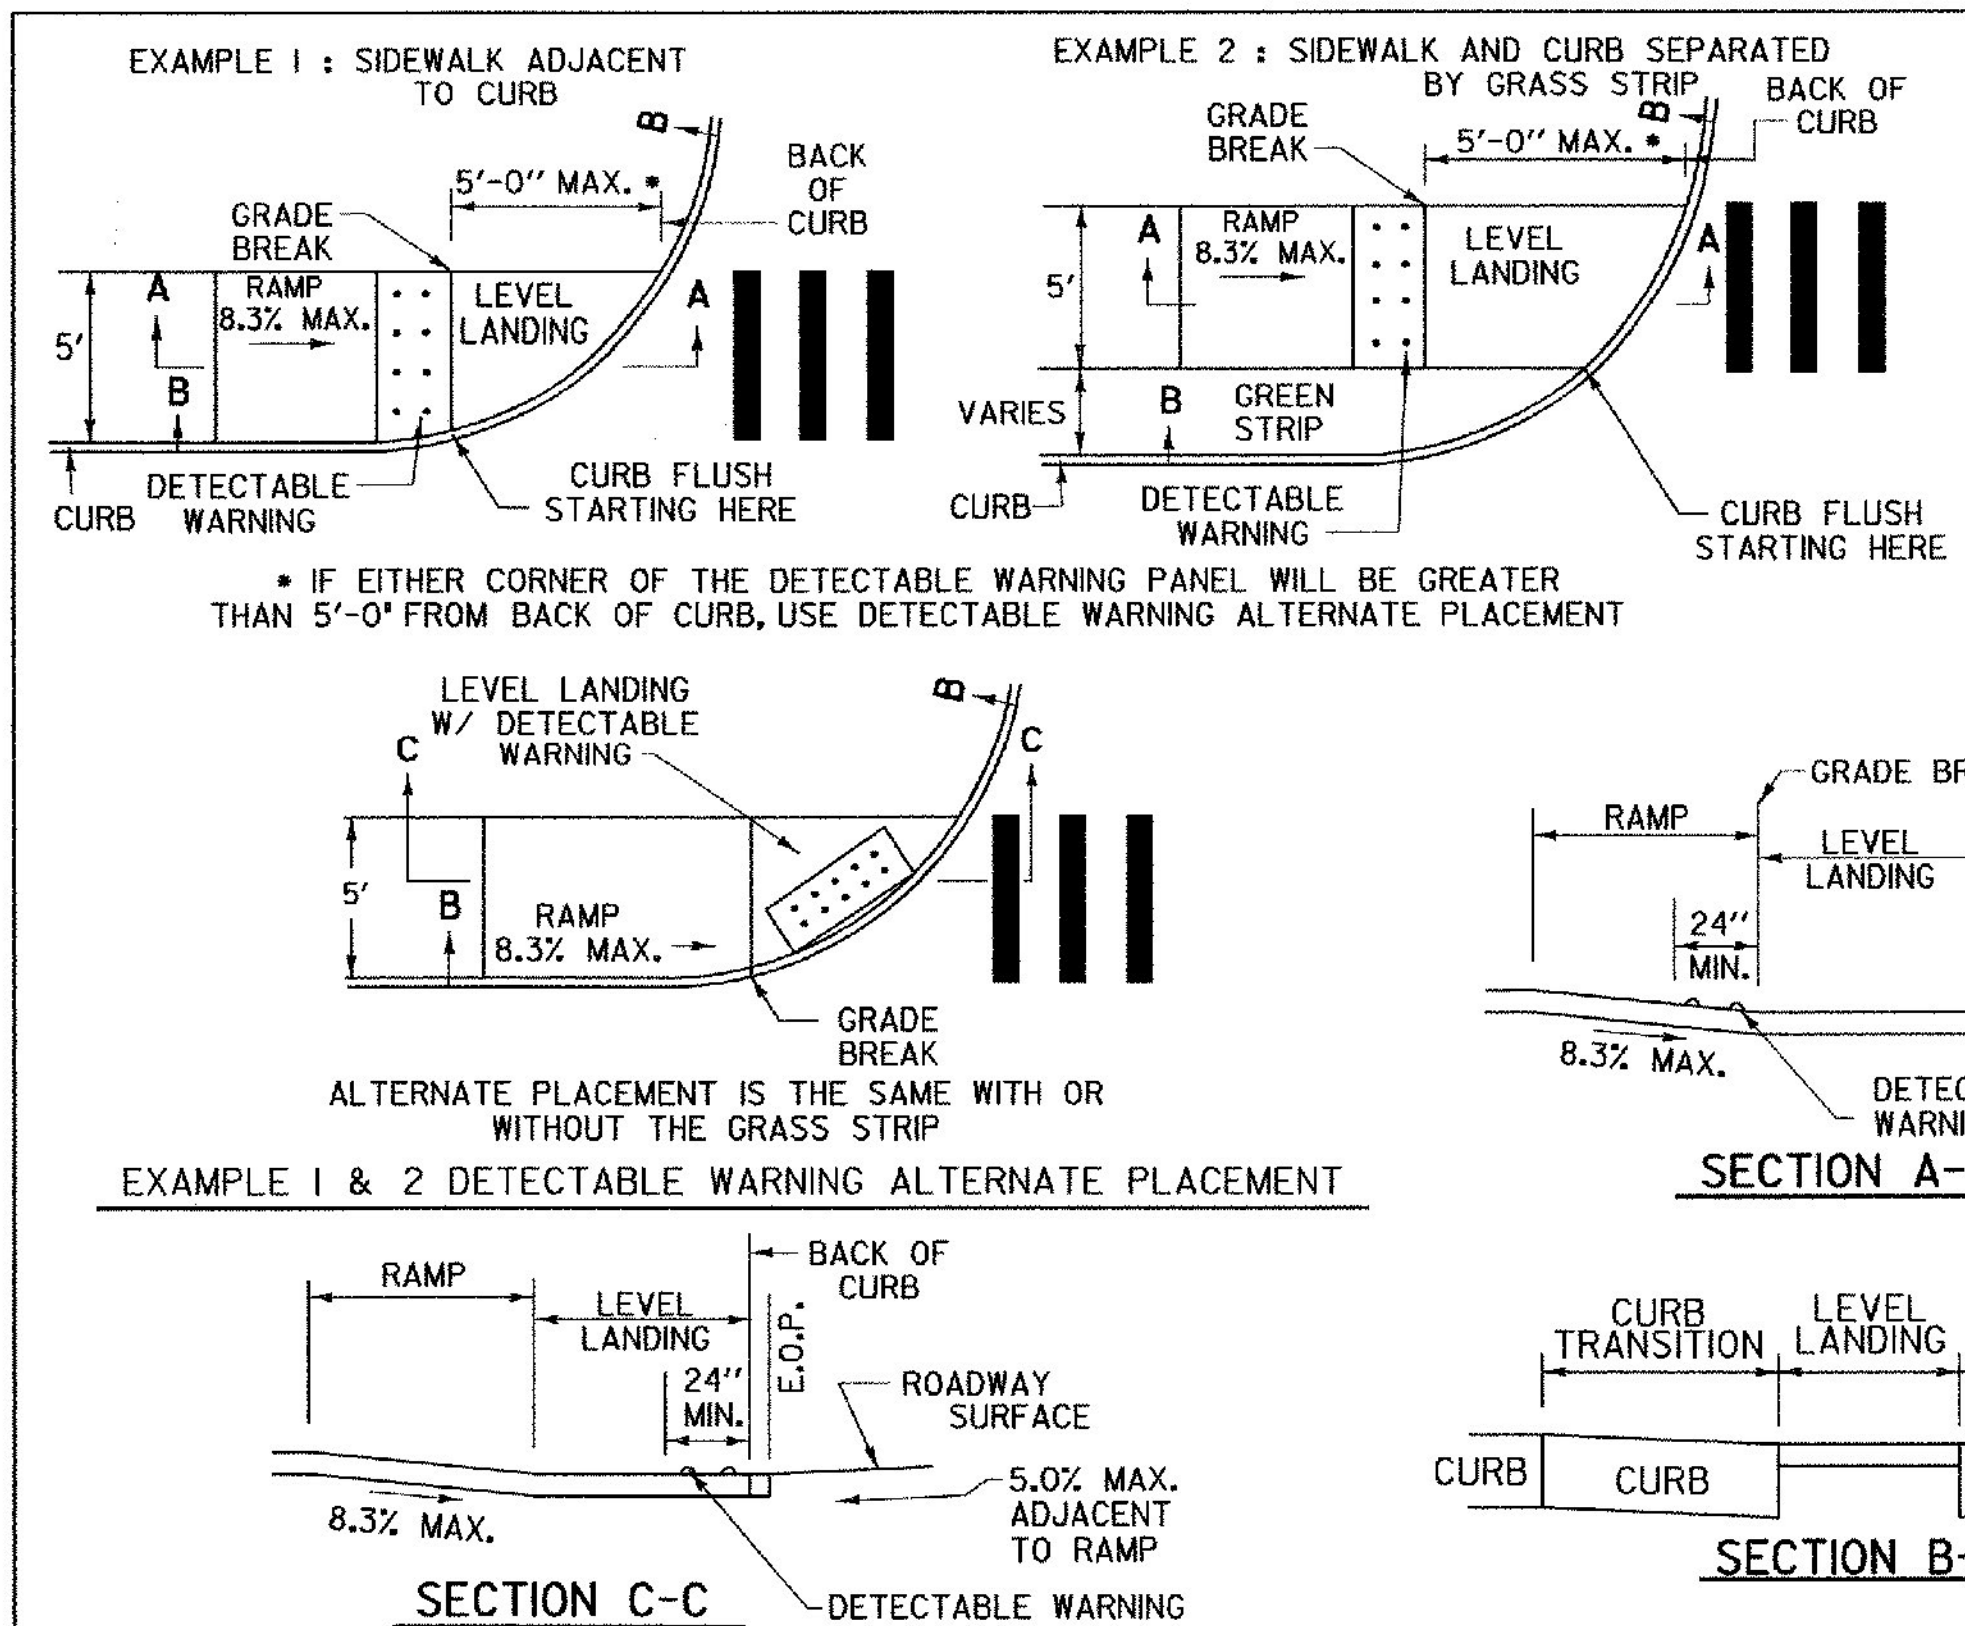 EXAMPLE 1 : SIDEWALK ADJACENT
TO CURB
B
BACK
OF
CURB
5'-0" MAX. *
GRADE
BREAK
A
RAMP
8.3% MAX.
LEVEL
LANDING
A
5'
B
CURB
DETECTABLE
WARNING
CURB FLUSH
STARTING HERE
EXAMPLE 2 : SIDEWALK AND CURB SEPARATED
BY GRASS STRIP
BACK OF
CURB
B
GRADE
BREAK
5'-0" MAX. *
A
RAMP
8.3% MAX.
LEVEL
LANDING
A
5'
VARIES
B
GREEN
STRIP
CURB
DETECTABLE
WARNING
CURB FLUSH
STARTING HERE
* IF EITHER CORNER OF THE DETECTABLE WARNING PANEL WILL BE GREATER
THAN 5'-0" FROM BACK OF CURB, USE DETECTABLE WARNING ALTERNATE PLACEMENT
LEVEL LANDING
W/ DETECTABLE
WARNING
B
C
C
5'
B
RAMP
8.3% MAX.
GRADE
BREAK
ALTERNATE PLACEMENT IS THE SAME WITH OR
WITHOUT THE GRASS STRIP
EXAMPLE 1 & 2 DETECTABLE WARNING ALTERNATE PLACEMENT
GRADE BR
RAMP
LEVEL
LANDING
24"
MIN.
8.3% MAX.
DETEC
WARNI
SECTION A-
BACK OF
CURB
RAMP
LEVEL
LANDING
E.O.P.
24"
MIN.
ROADWAY
SURFACE
8.3% MAX.
5.0% MAX.
ADJACENT
TO RAMP
SECTION C-C
DETECTABLE WARNING
CURB
TRANSITION
LEVEL
LANDING
CURB
CURB
SECTION B-